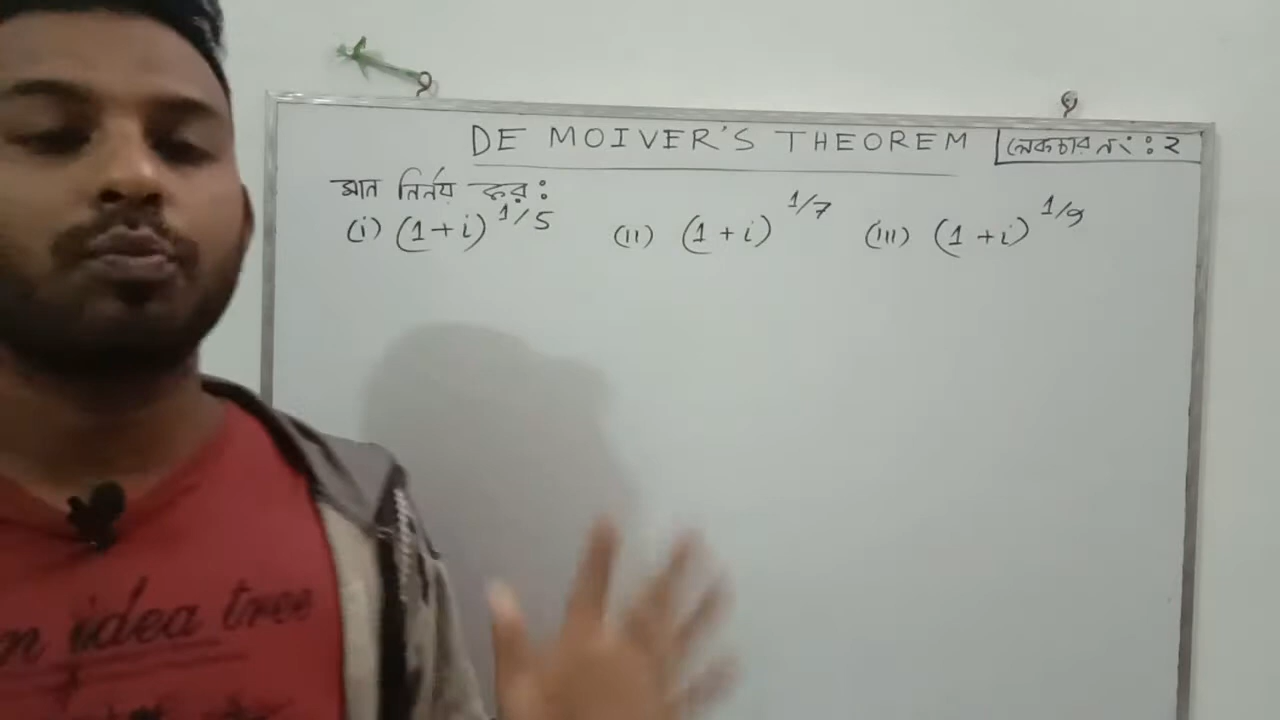 DE MOIVER'S THEOREM
লেকচার নং : ২
মান নির্নয় কর :
(i) (1+i)^1/5 (ii) (1+i)^1/7 (iii) (1+i)^1/9
idea tree